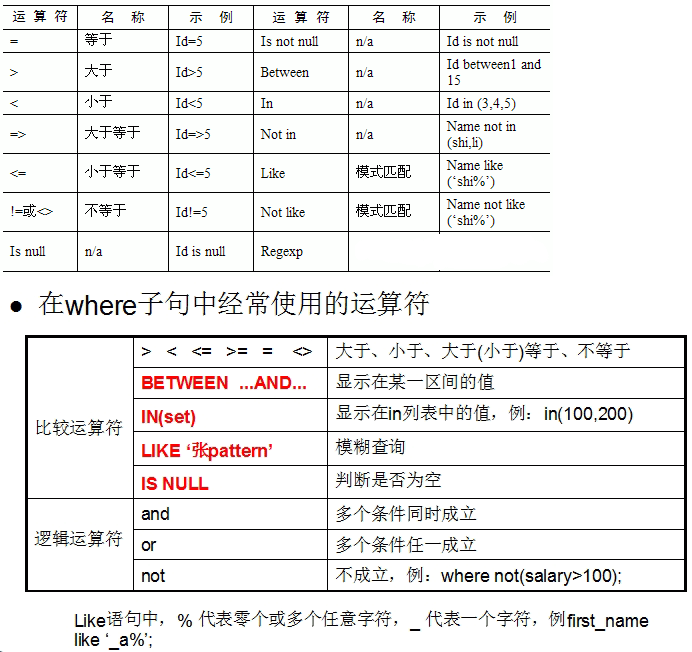 运 算 符 名 称 示 例 运 算 符 名 称 示 例
= 等于 Id=5 Is not null n/a Id is not null
> 大于 Id>5 Between n/a Id between1 and
15
< 小于 Id<5 In n/a Id in (3,4,5)
=> 大于等于 Id=>5 Not in n/a Name not in
(shi,li)
<= 小于等于 Id<=5 Like 模式匹配 Name like
(‘shi%’)
!=或<> 不等于 Id!=5 Not like 模式匹配 Name not like
(‘shi%’)
Is null n/a Id is null Regexp
● 在where子句中经常使用的运算符
比较运算符
> < <= >= = <> 大于、小于、大于(小于)等于、不等于
BETWEEN ...AND... 显示在某一区间的值
IN(set) 显示在in列表中的值，例：in(100,200)
LIKE ‘张pattern’ 模糊查询
IS NULL 判断是否为空
逻辑运算符
and 多个条件同时成立
or 多个条件任一成立
not 不成立，例：where not(salary>100);
Like语句中，% 代表零个或多个任意字符，_ 代表一个字符，例first_name
like ‘_a%’;